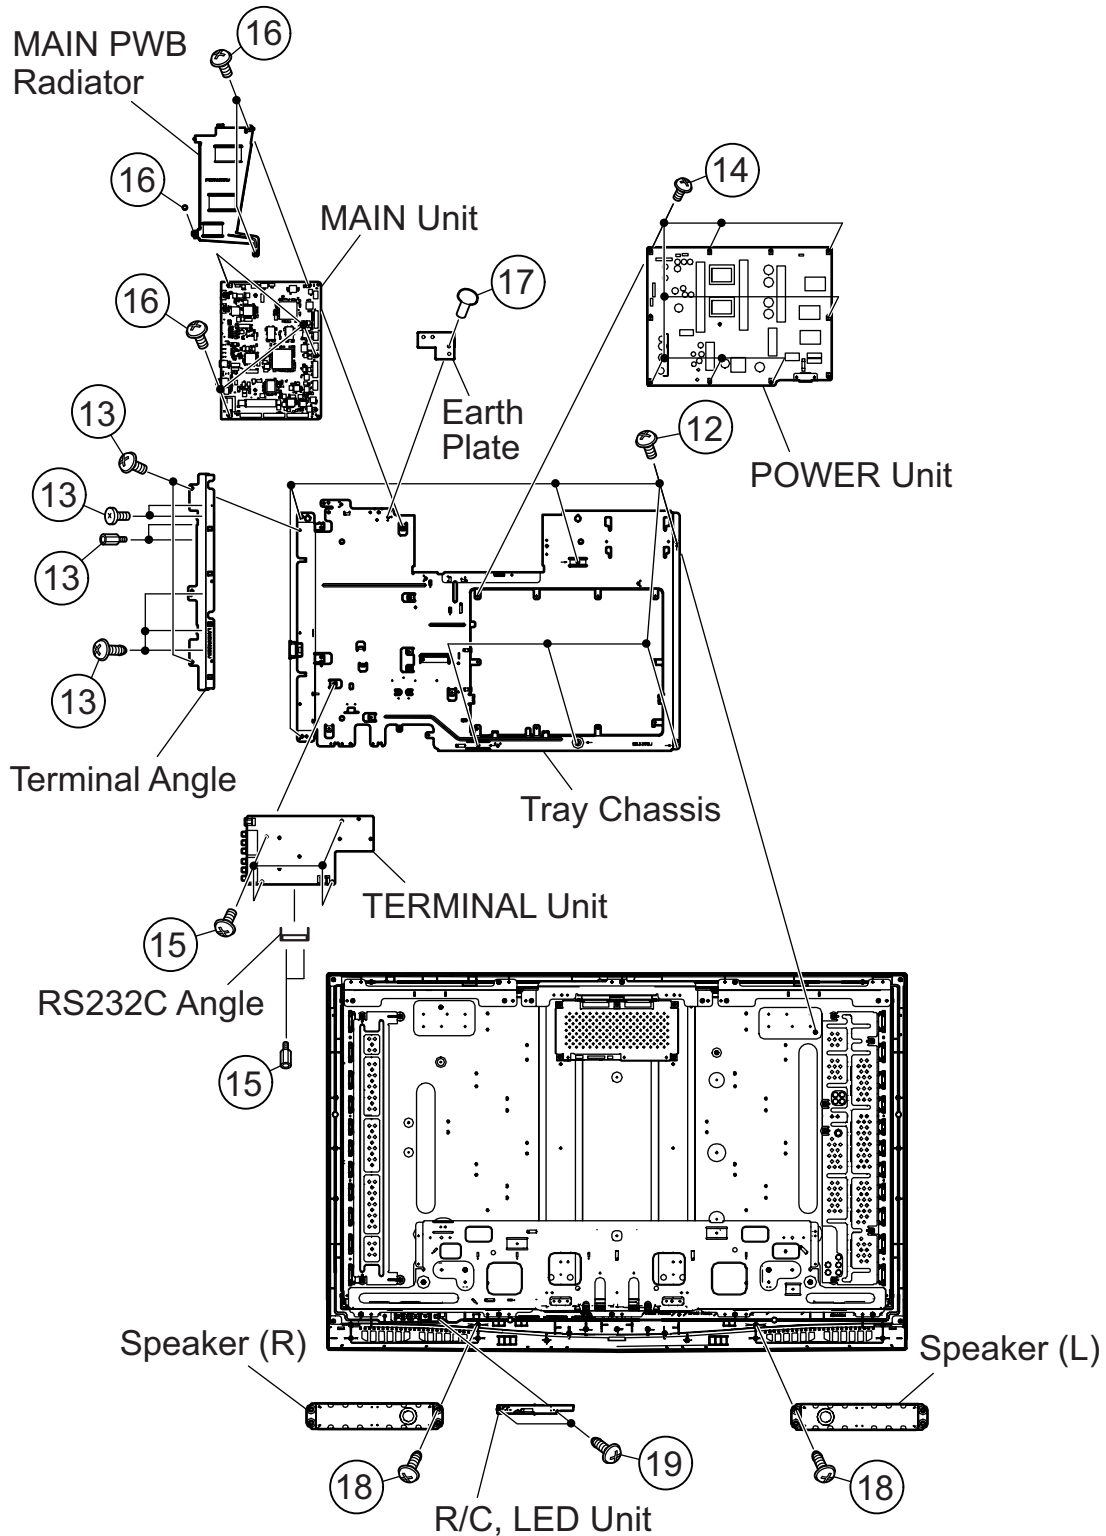 16
MAIN PWB
Radiator
16
14
MAIN Unit
17
16
Earth
Plate
13
12
POWER Unit
13
13
13
Terminal Angle
Tray Chassis
TERMINAL Unit
15
RS232C Angle
15
Speaker (R)
Speaker (L)
18
19
18
R/C, LED Unit